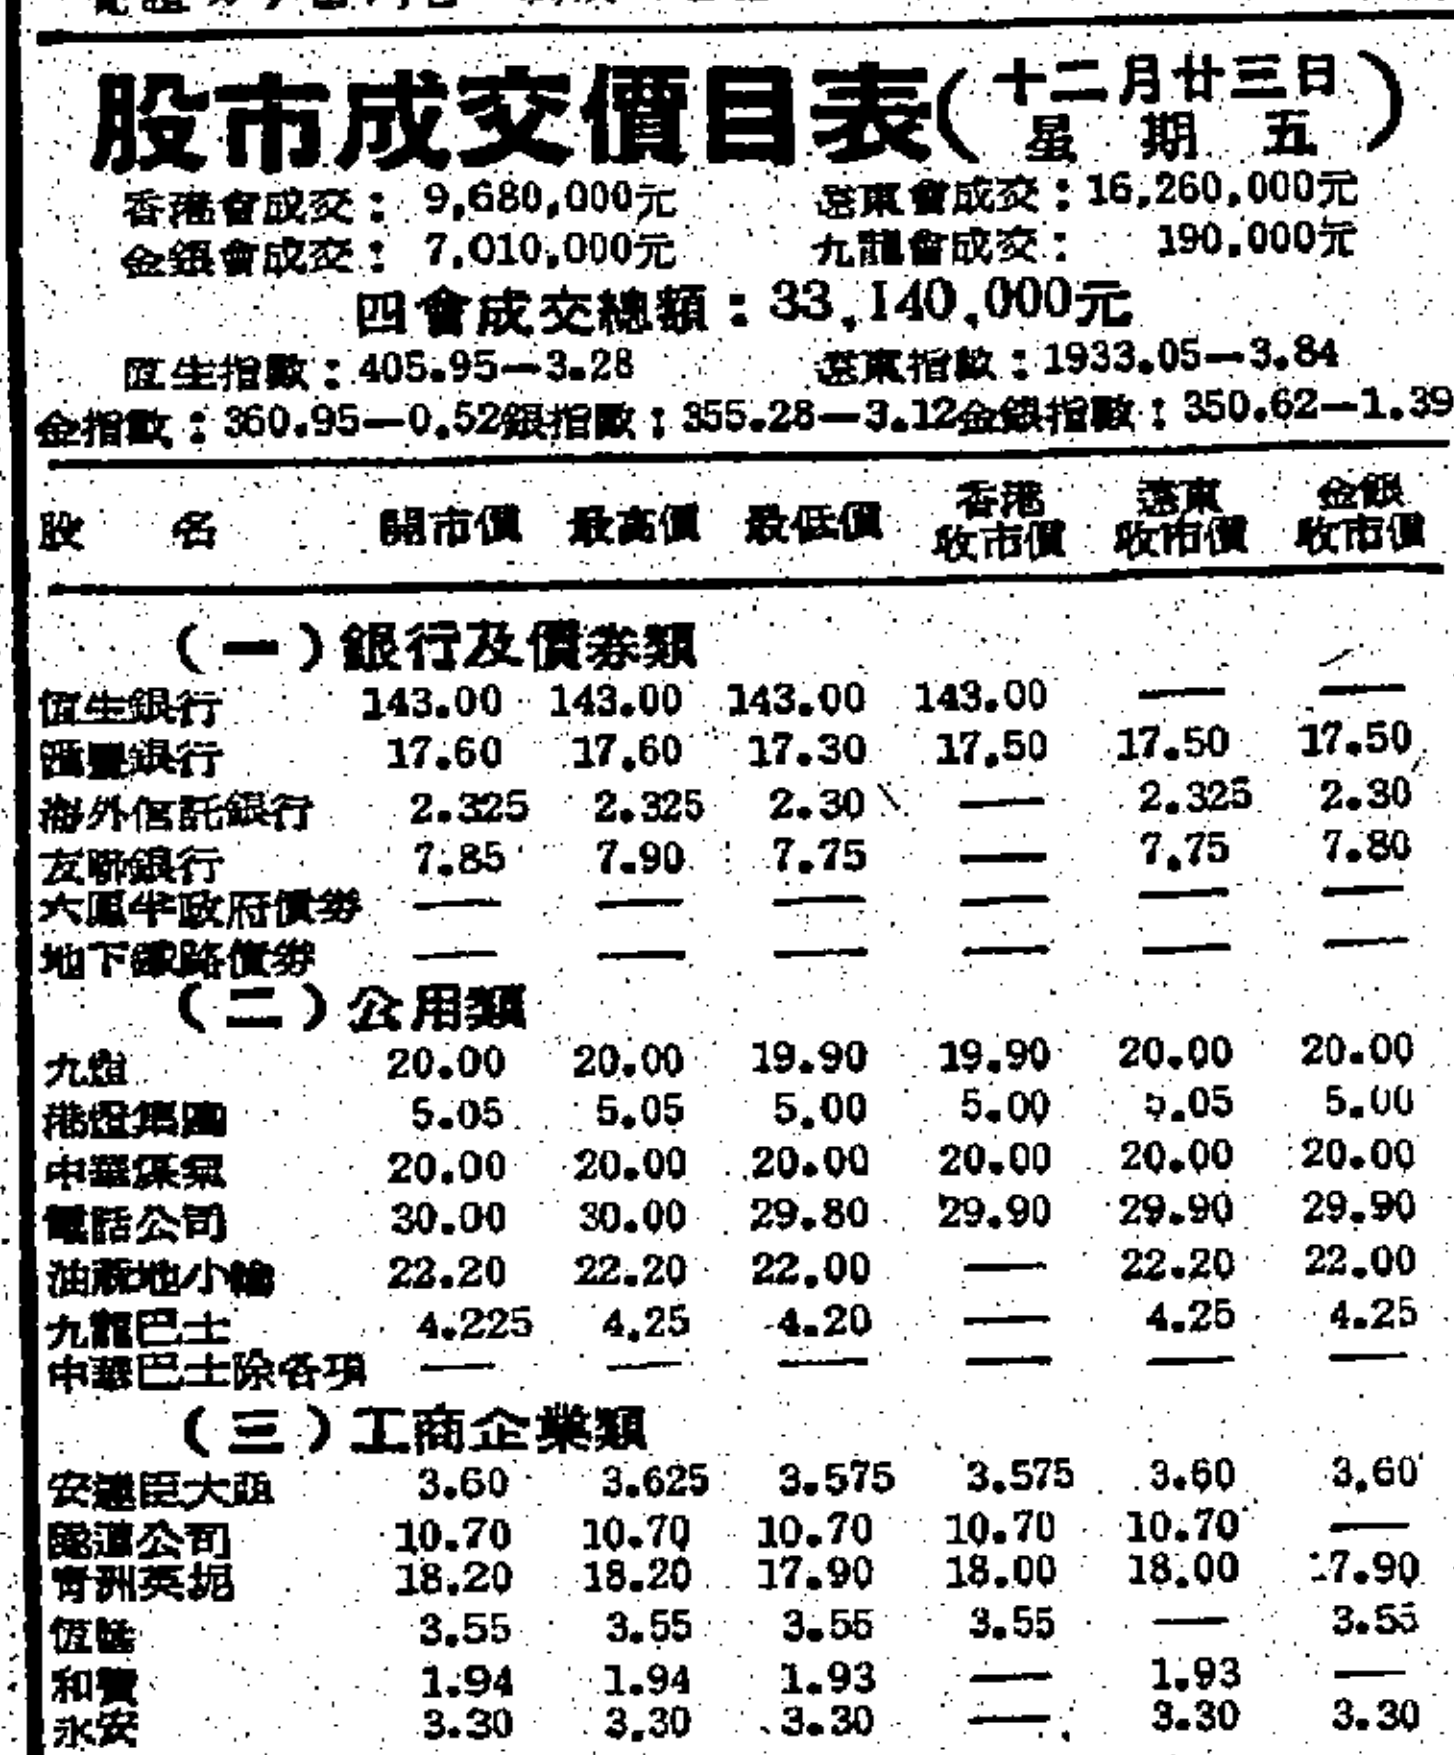 股市成交價目表（十二月廿三日 星期五）
香港會成交：9,680,000元 遠東會成交：16,260,000元
金銀會成交：7,010,000元 九龍會成交：190,000元
四會成交總額：33,140,000元
恆生指數：405.95—3.28 遠東指數：1933.05—3.84
金指數：360.95—0.52銀指數：355.28—3.12金銀指數：350.62—1.39
股名 開市價 最高價 最低價 香港收市價 遠東收市價 金銀收市價
（一）銀行及債券類
恆生銀行 143.00 143.00 143.00 143.00 — —
滙豐銀行 17.60 17.60 17.30 17.50 17.50 17.50
海外信託銀行 2.325 2.325 2.30 — 2.325 2.30
友聯銀行 7.85 7.90 7.75 — 7.75 7.80
六厘半政府債券 — — — — — —
地下鐵路債券 — — — — — —
（二）公用類
九燈 20.00 20.00 19.90 19.90 20.00 20.00
港燈集團 5.05 5.05 5.00 5.00 5.05 5.00
中華煤氣 20.00 20.00 20.00 20.00 20.00 20.00
電話公司 30.00 30.00 29.80 29.90 29.90 29.90
油蔴地小輪 22.20 22.20 22.00 — 22.20 22.00
九龍巴士 4.225 4.25 4.20 — 4.25 4.25
中華巴士除各項 — — — — — —
（三）工商企業類
安達臣大亞 3.60 3.625 3.575 3.575 3.60 3.60
隧道公司 10.70 10.70 10.70 10.70 10.70 —
青洲英坭 18.20 18.20 17.90 18.00 18.00 17.90
恆隆 3.55 3.55 3.55 3.55 — 3.55
和寶 1.94 1.94 1.93 — 1.93 —
永安 3.30 3.30 3.30 — 3.30 3.30